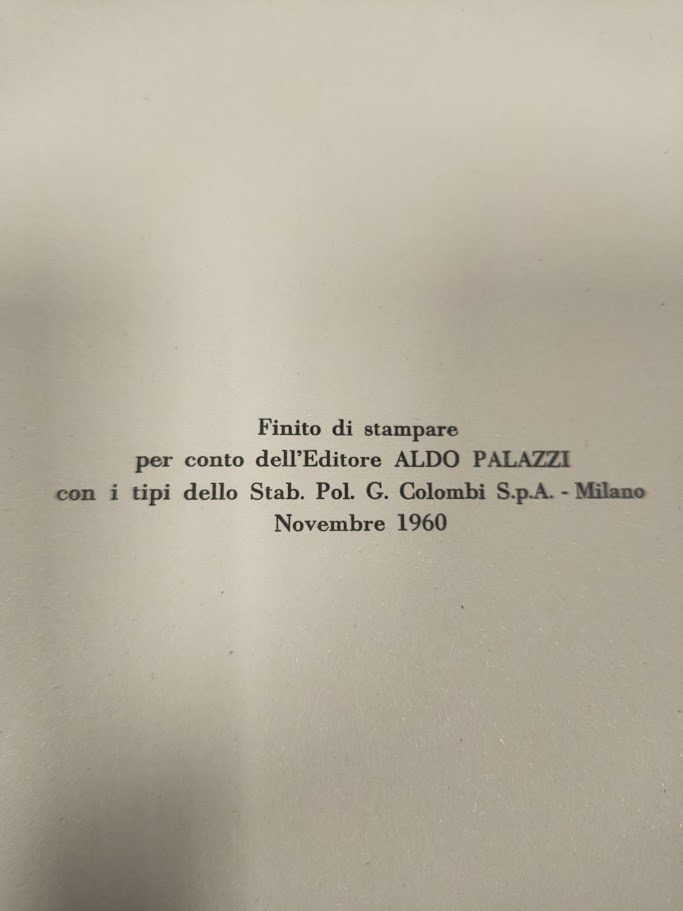 Finito di stampare
per conto dell'Editore ALDO PALAZZI
con i tipi dello Stab. Pol. G. Colombi S.p.A. - Milano
Novembre 1960